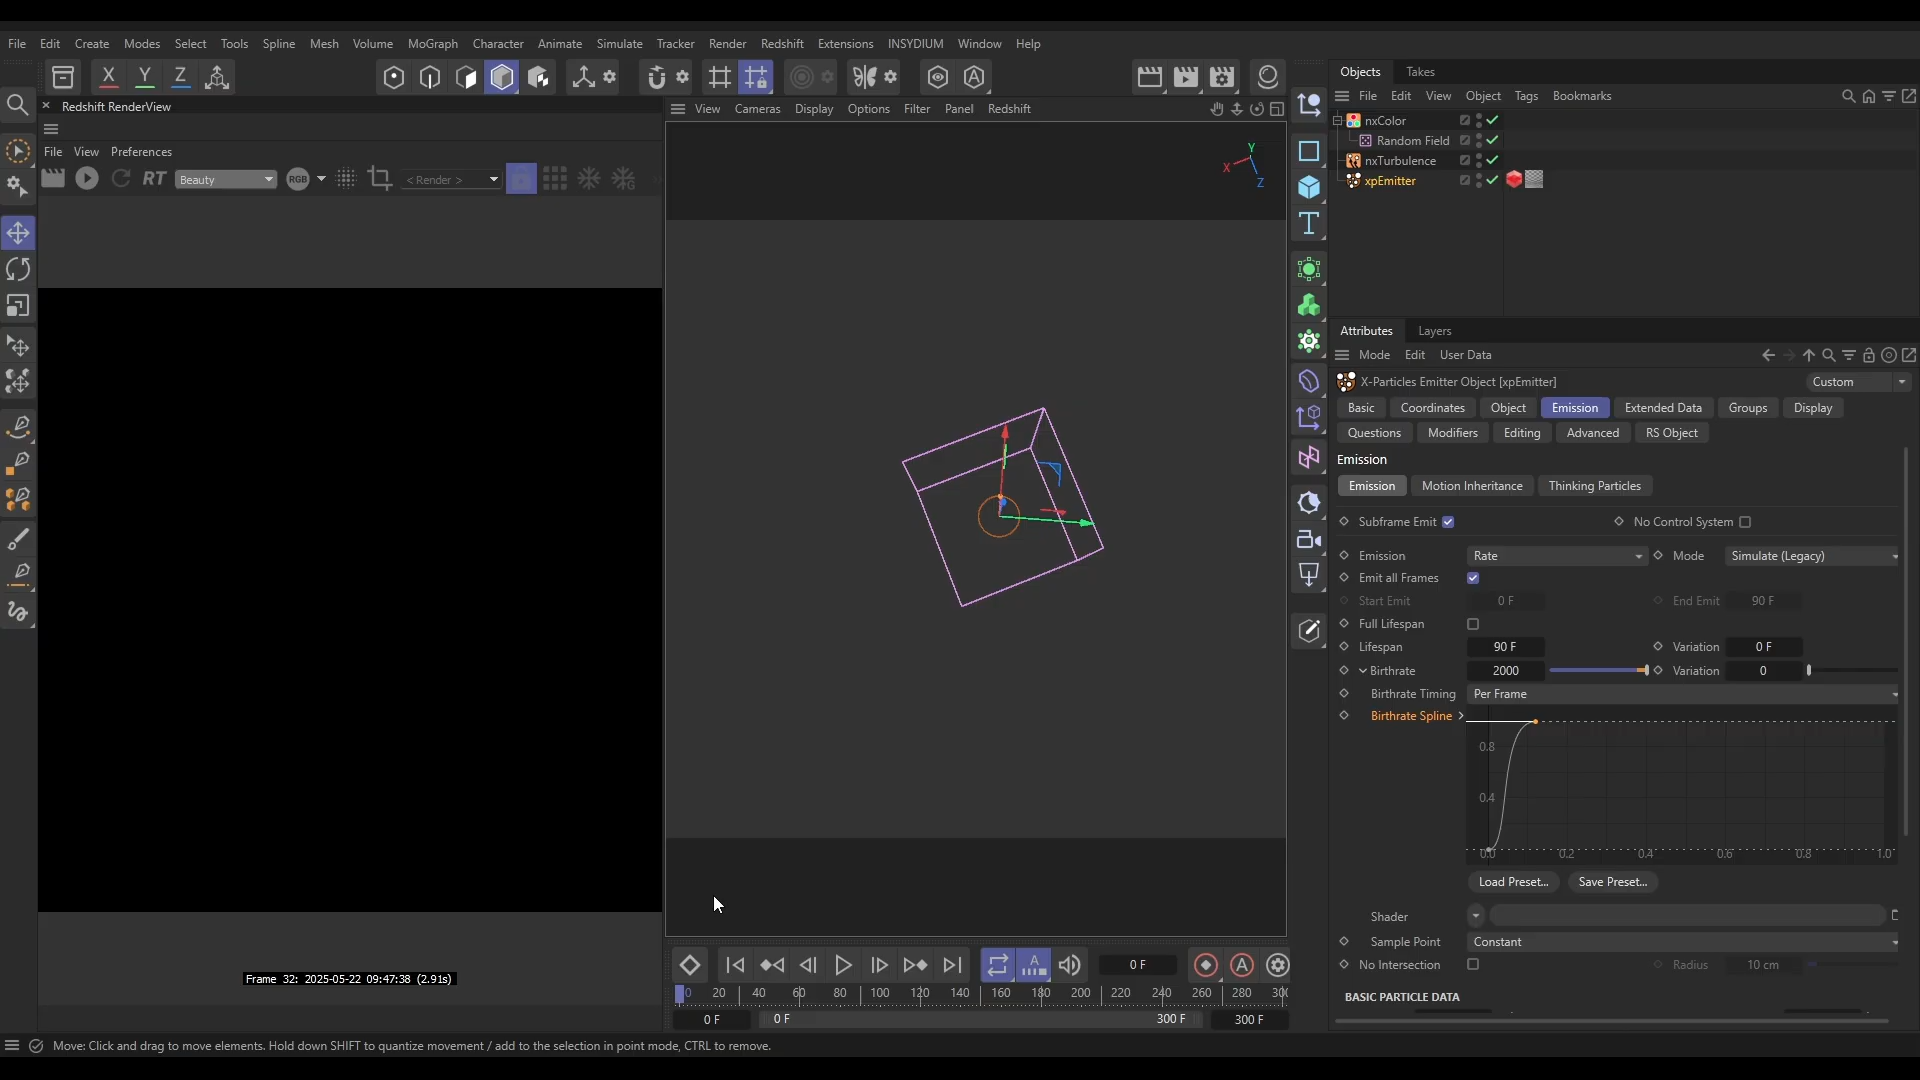 File Edit Create Modes Select Tools Spline Mesh Volume MoGraph Character Animate Simulate Tracker Render Redshift Extensions INSYDIUM Window Help
X Y Z
Redshift RenderView
File View Preferences
RT Beauty RGB < Render >
Frame 32: 2025-05-22 09:47:38 (2.91s)
View Cameras Display Options Filter Panel Redshift
Y
X
Z
0 F
0 20 40 60 80 100 120 140 160 180 200 220 240 260 280 30
0 F 0 F 300 F 300 F
Move: Click and drag to move elements. Hold down SHIFT to quantize movement / add to the selection in point mode, CTRL to remove.
Objects Takes
File Edit View Object Tags Bookmarks
nxColor
Random Field
nxTurbulence
xpEmitter
Attributes Layers
Mode Edit User Data
X-Particles Emitter Object [xpEmitter] Custom
Basic Coordinates Object Emission Extended Data Groups Display
Questions Modifiers Editing Advanced RS Object
Emission
Emission Motion Inheritance Thinking Particles
Subframe Emit No Control System
Emission Rate Mode Simulate (Legacy)
Emit all Frames
Start Emit 0 F End Emit 90 F
Full Lifespan
Lifespan 90 F Variation 0 F
Birthrate 2000 Variation 0
Birthrate Timing Per Frame
Birthrate Spline
0.8
0.4
0.0 0.2 0.4 0.6 0.8 1.0
Load Preset... Save Preset...
Shader
Sample Point Constant
No Intersection Radius 10 cm
BASIC PARTICLE DATA